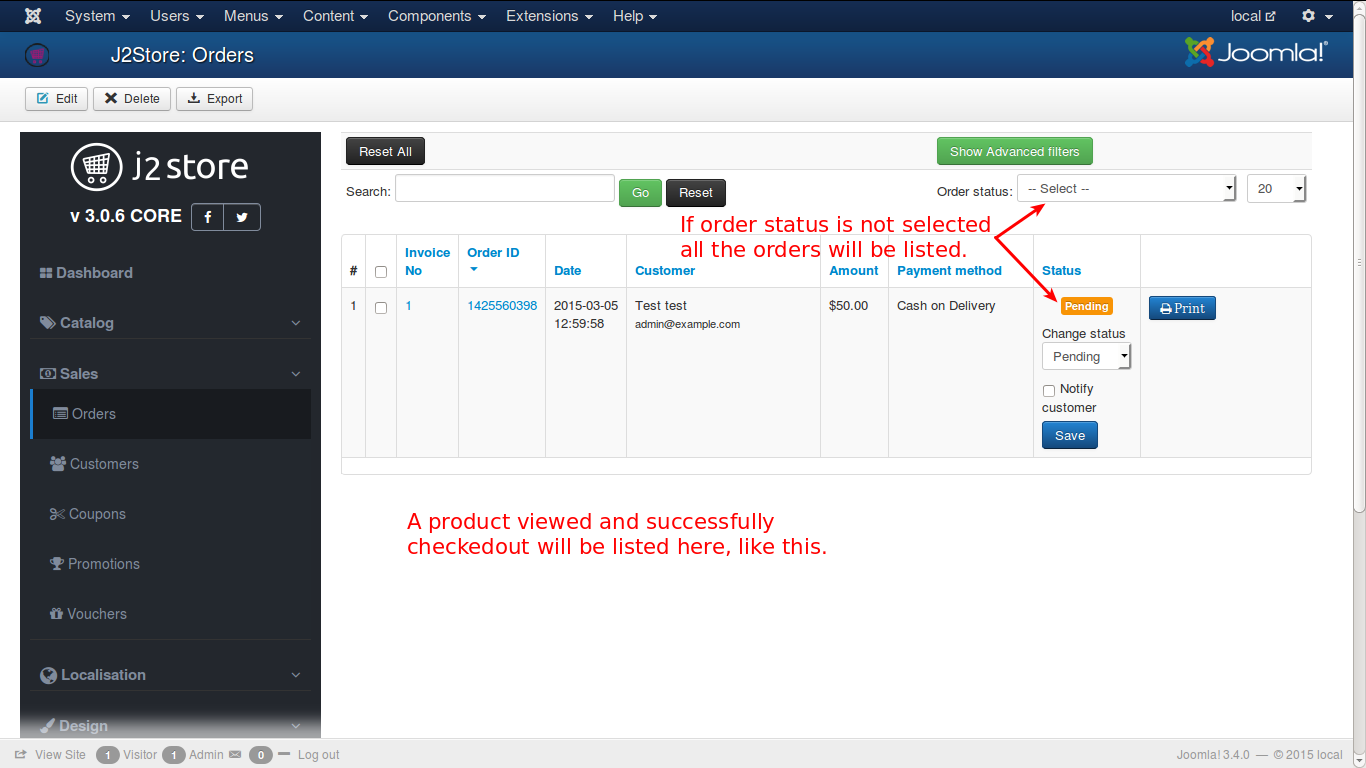 System Users Menus Content Components Extensions Help local
J2Store: Orders Joomla!
Edit Delete Export
j2store
v 3.0.6 CORE
Dashboard
Catalog
Sales
Orders
Customers
Coupons
Promotions
Vouchers
Localisation
Design
Reset All Show Advanced filters
Search: Go Reset Order status: -- Select -- 20
If order status is not selected
all the orders will be listed.
# Invoice No Order ID Date Customer Amount Payment method Status
1 1 1425560398 2015-03-05 Test test $50.00 Cash on Delivery Pending Print
12:59:58 admin@example.com
Change status
Pending
Notify
customer
Save
A product viewed and successfully
checkedout will be listed here, like this.
View Site 1 Visitor 1 Admin 0 Log out Joomla! 3.4.0 — © 2015 local